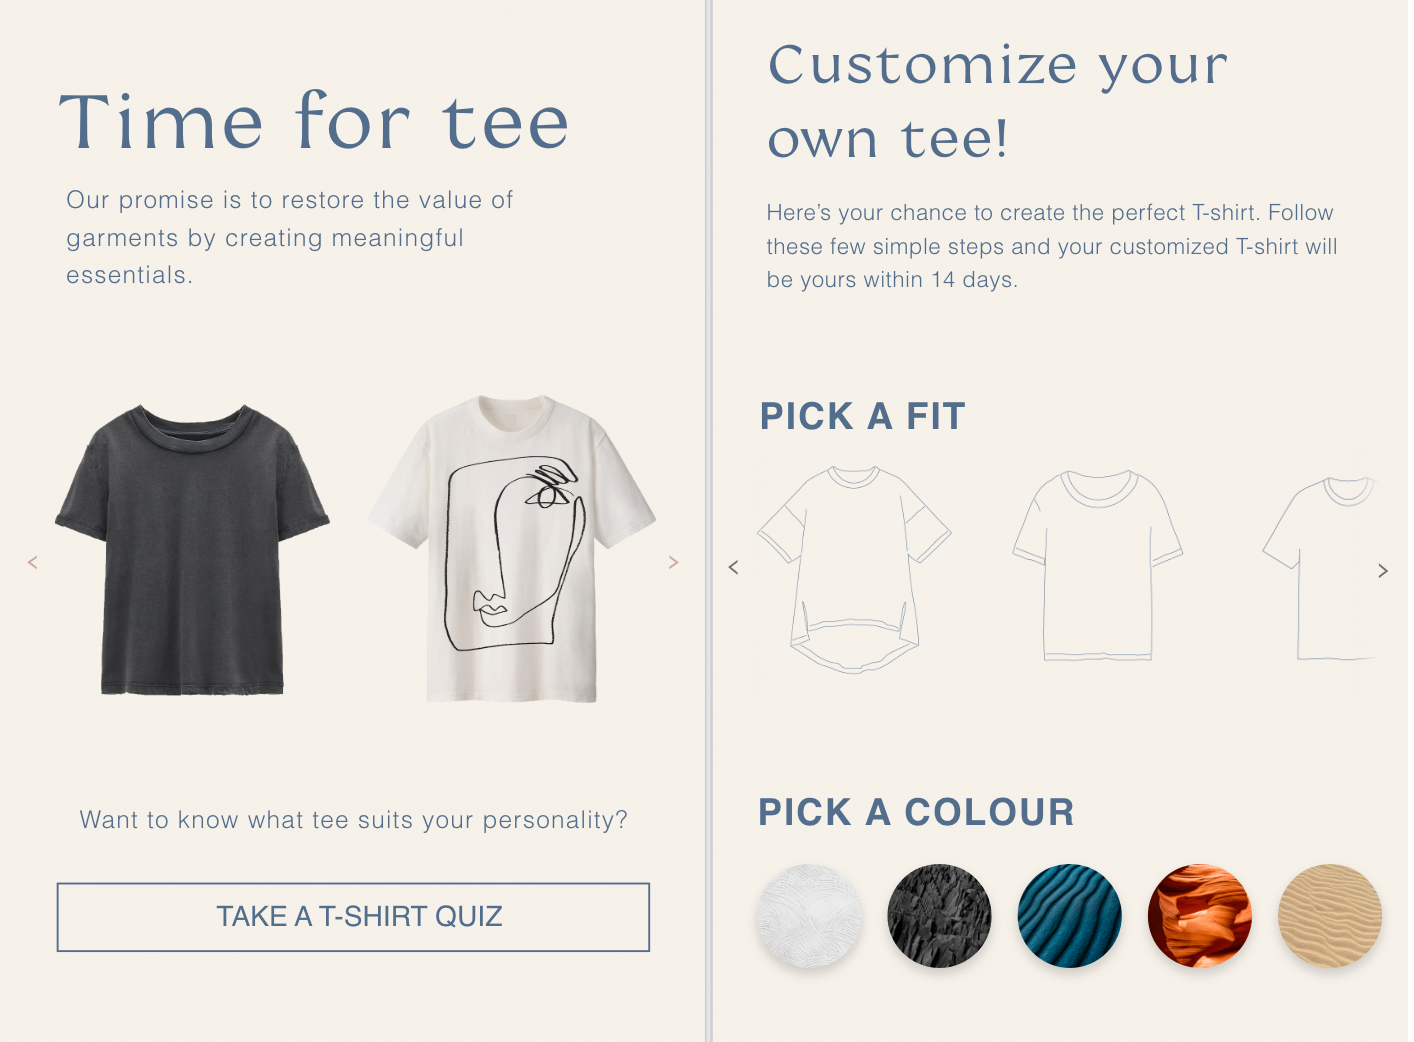 Time for tee
Our promise is to restore the value of
garments by creating meaningful
essentials.
<
>
Want to know what tee suits your personality?
TAKE A T-SHIRT QUIZ
Customize your
own tee!
Here’s your chance to create the perfect T-shirt. Follow
these few simple steps and your customized T-shirt will
be yours within 14 days.
PICK A FIT
<
>
PICK A COLOUR